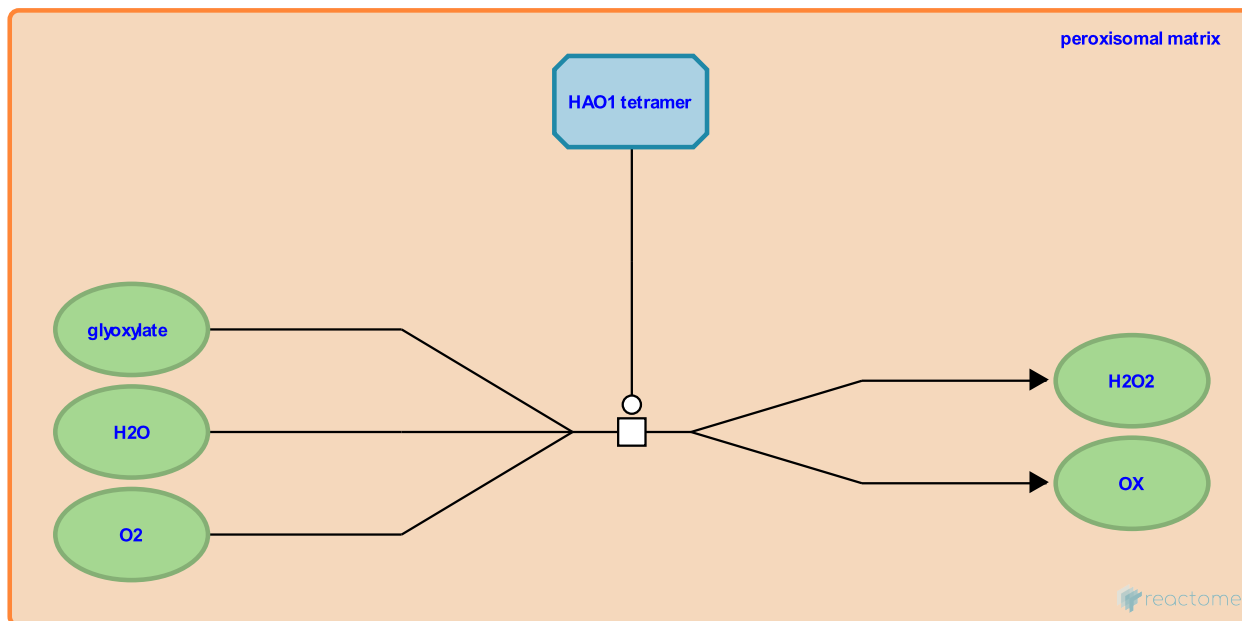 peroxisomal matrix
HAO1 tetramer
glyoxylate
H2O
O2
H2O2
OX
reactome